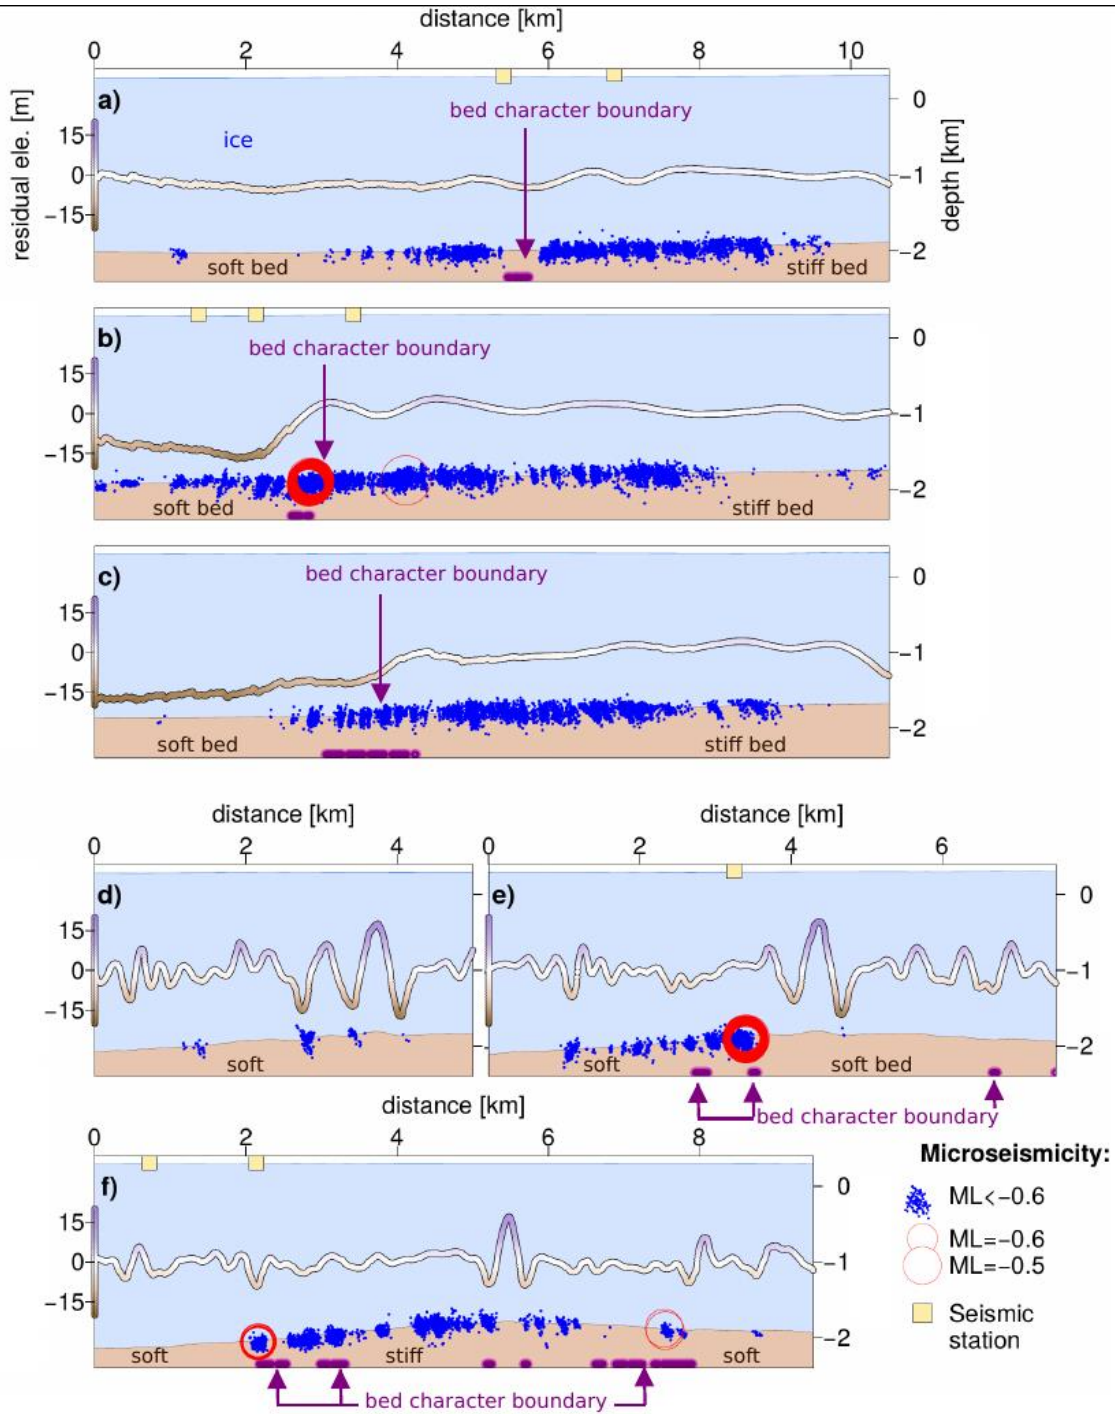 distance [km]
0 2 4 6 8 10
a)
bed character boundary
ice
residual ele. [m]
15
0
−15
0
−1
−2
depth [km]
soft bed
stiff bed
b)
bed character boundary
15
0
−15
0
−1
−2
soft bed
stiff bed
c)
bed character boundary
15
0
−15
0
−1
−2
soft bed
stiff bed
distance [km]
distance [km]
0 2 4
0 2 4 6
d)
15
0
−15
soft
e)
0
−1
−2
soft
soft bed
bed character boundary
distance [km]
0 2 4 6 8
f)
15
0
−15
0
−1
−2
soft
stiff
soft
bed character boundary
Microseismicity:
ML<−0.6
ML=−0.6
ML=−0.5
Seismic
station